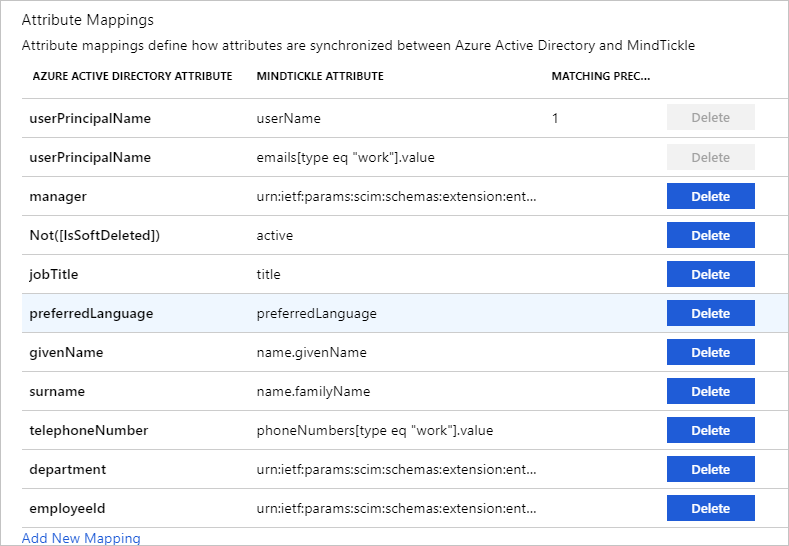 Attribute Mappings
Attribute mappings define how attributes are synchronized between Azure Active Directory and MindTickle
AZURE ACTIVE DIRECTORY ATTRIBUTE MINDTICKLE ATTRIBUTE MATCHING PREC...
userPrincipalName userName 1 Delete
userPrincipalName emails[type eq "work"].value Delete
manager urn:ietf:params:scim:schemas:extension:ent... Delete
Not([IsSoftDeleted]) active Delete
jobTitle title Delete
preferredLanguage preferredLanguage Delete
givenName name.givenName Delete
surname name.familyName Delete
telephoneNumber phoneNumbers[type eq "work"].value Delete
department urn:ietf:params:scim:schemas:extension:ent... Delete
employeeId urn:ietf:params:scim:schemas:extension:ent... Delete
Add New Mapping